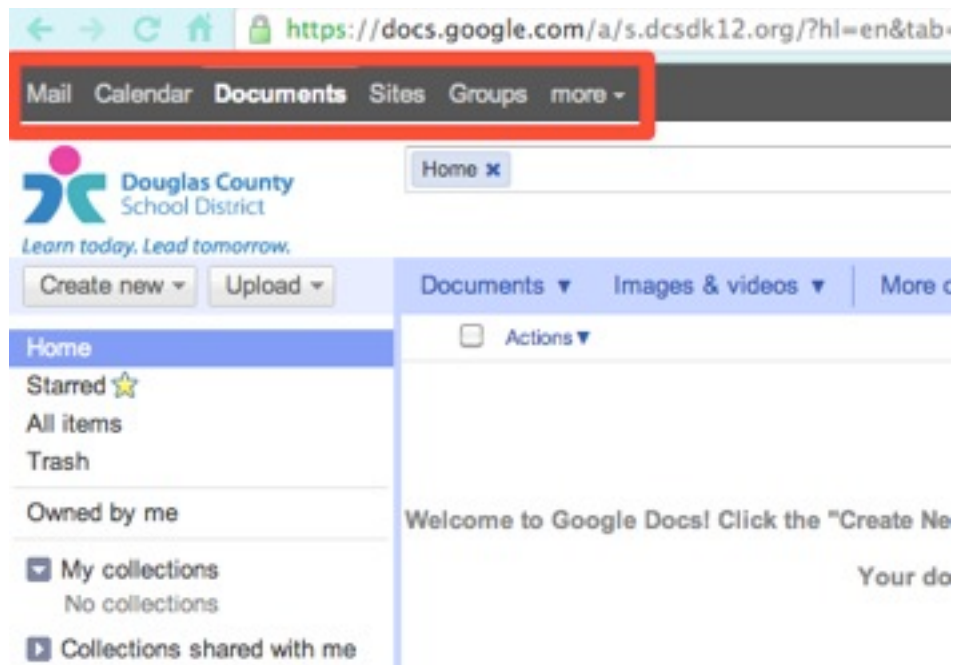 https://docs.google.com/a/s.dcsdk12.org/?hl=en&tab=
Mail Calendar Documents Sites Groups more
Douglas County
School District
Learn today. Lead tomorrow.
Home x
Create new Upload
Documents Images & videos More
Actions
Home
Starred
All items
Trash
Owned by me
Welcome to Google Docs! Click the "Create Ne
My collections
Your do
No collections
Collections shared with me